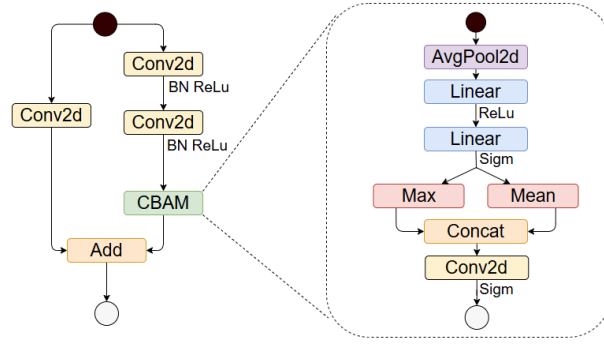 Conv2d
BN ReLu
Conv2d
Conv2d
BN ReLu
CBAM
Add
AvgPool2d
Linear
ReLu
Linear
Sigm
Max
Mean
Concat
Conv2d
Sigm